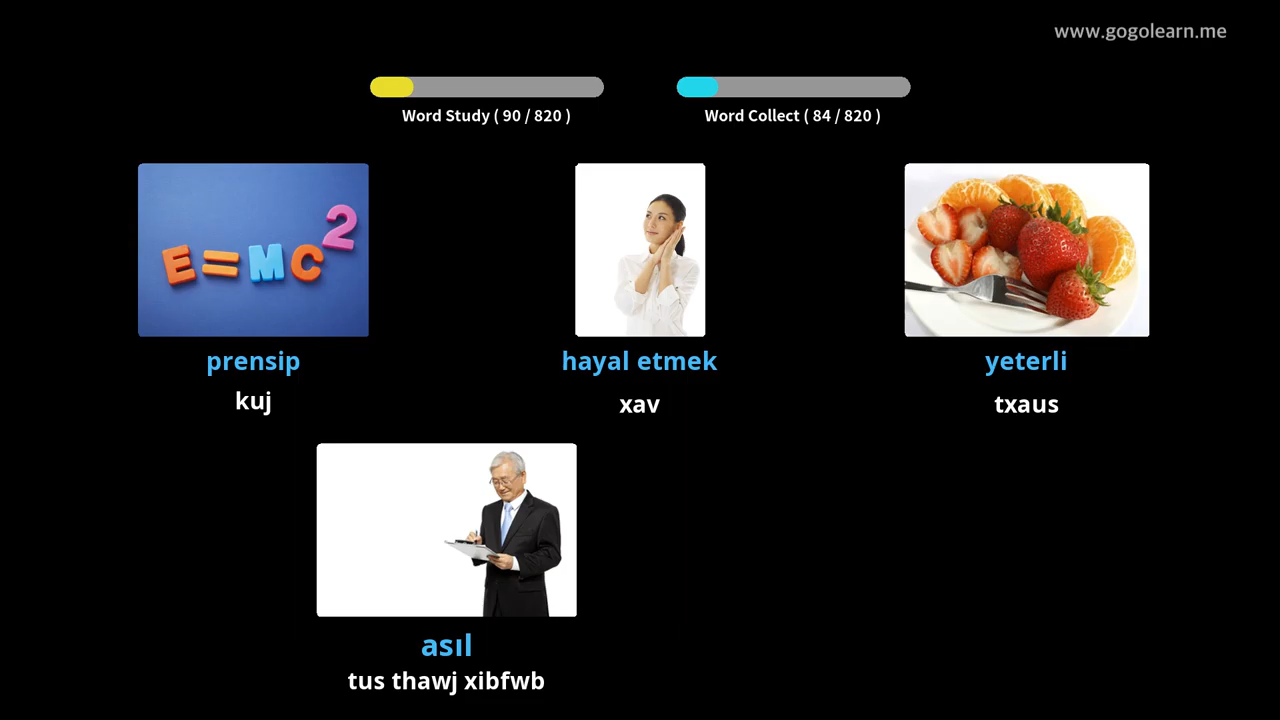 www.gogolearn.me
Word Study ( 90 / 820 )
Word Collect ( 84 / 820 )
E=MC2
prensip
kuj
hayal etmek
xav
yeterli
txaus
asıl
tus thawj xibfwb